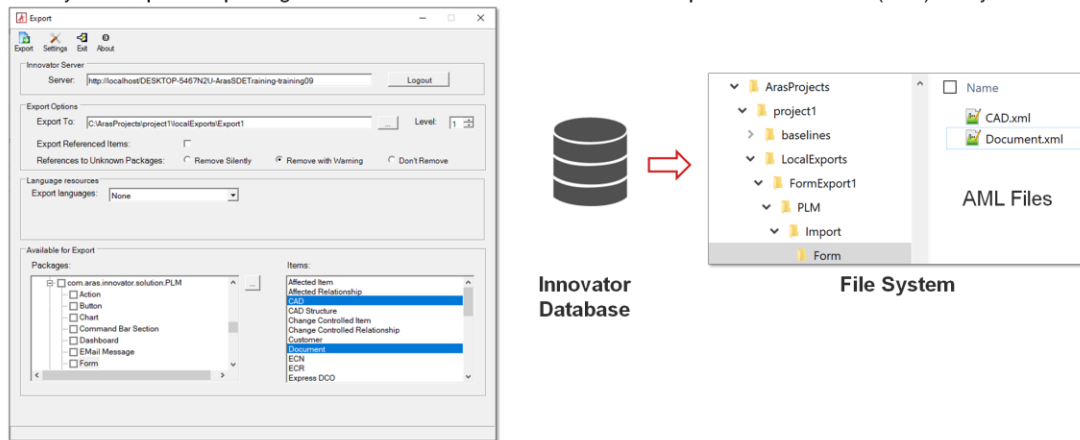 Export
Export Settings Exit About
Innovator Server
Server: http://localhost/DESKTOP-5467N2U-ArasSDETraining-training09 Logout
Export Options
Export To: C:\ArasProjects\project1\localExports\Export1 ... Level: 1
Export Referenced Items:
References to Unknown Packages: Remove Silently Remove with Warning Don't Remove
Language resources
Export languages: None
Available for Export
Packages:
com.aras.innovator.solution.PLM
Action
Button
Chart
Command Bar Section
Dashboard
EMail Message
Form
...
Items:
Affected Item
Affected Relationship
CAD
CAD Structure
Change Controlled Item
Change Controlled Relationship
Customer
Document
ECN
ECR
Express DCO
Innovator
Database
ArasProjects
project1
baselines
LocalExports
FormExport1
PLM
Import
Form
Name
CAD.xml
Document.xml
AML Files
File System